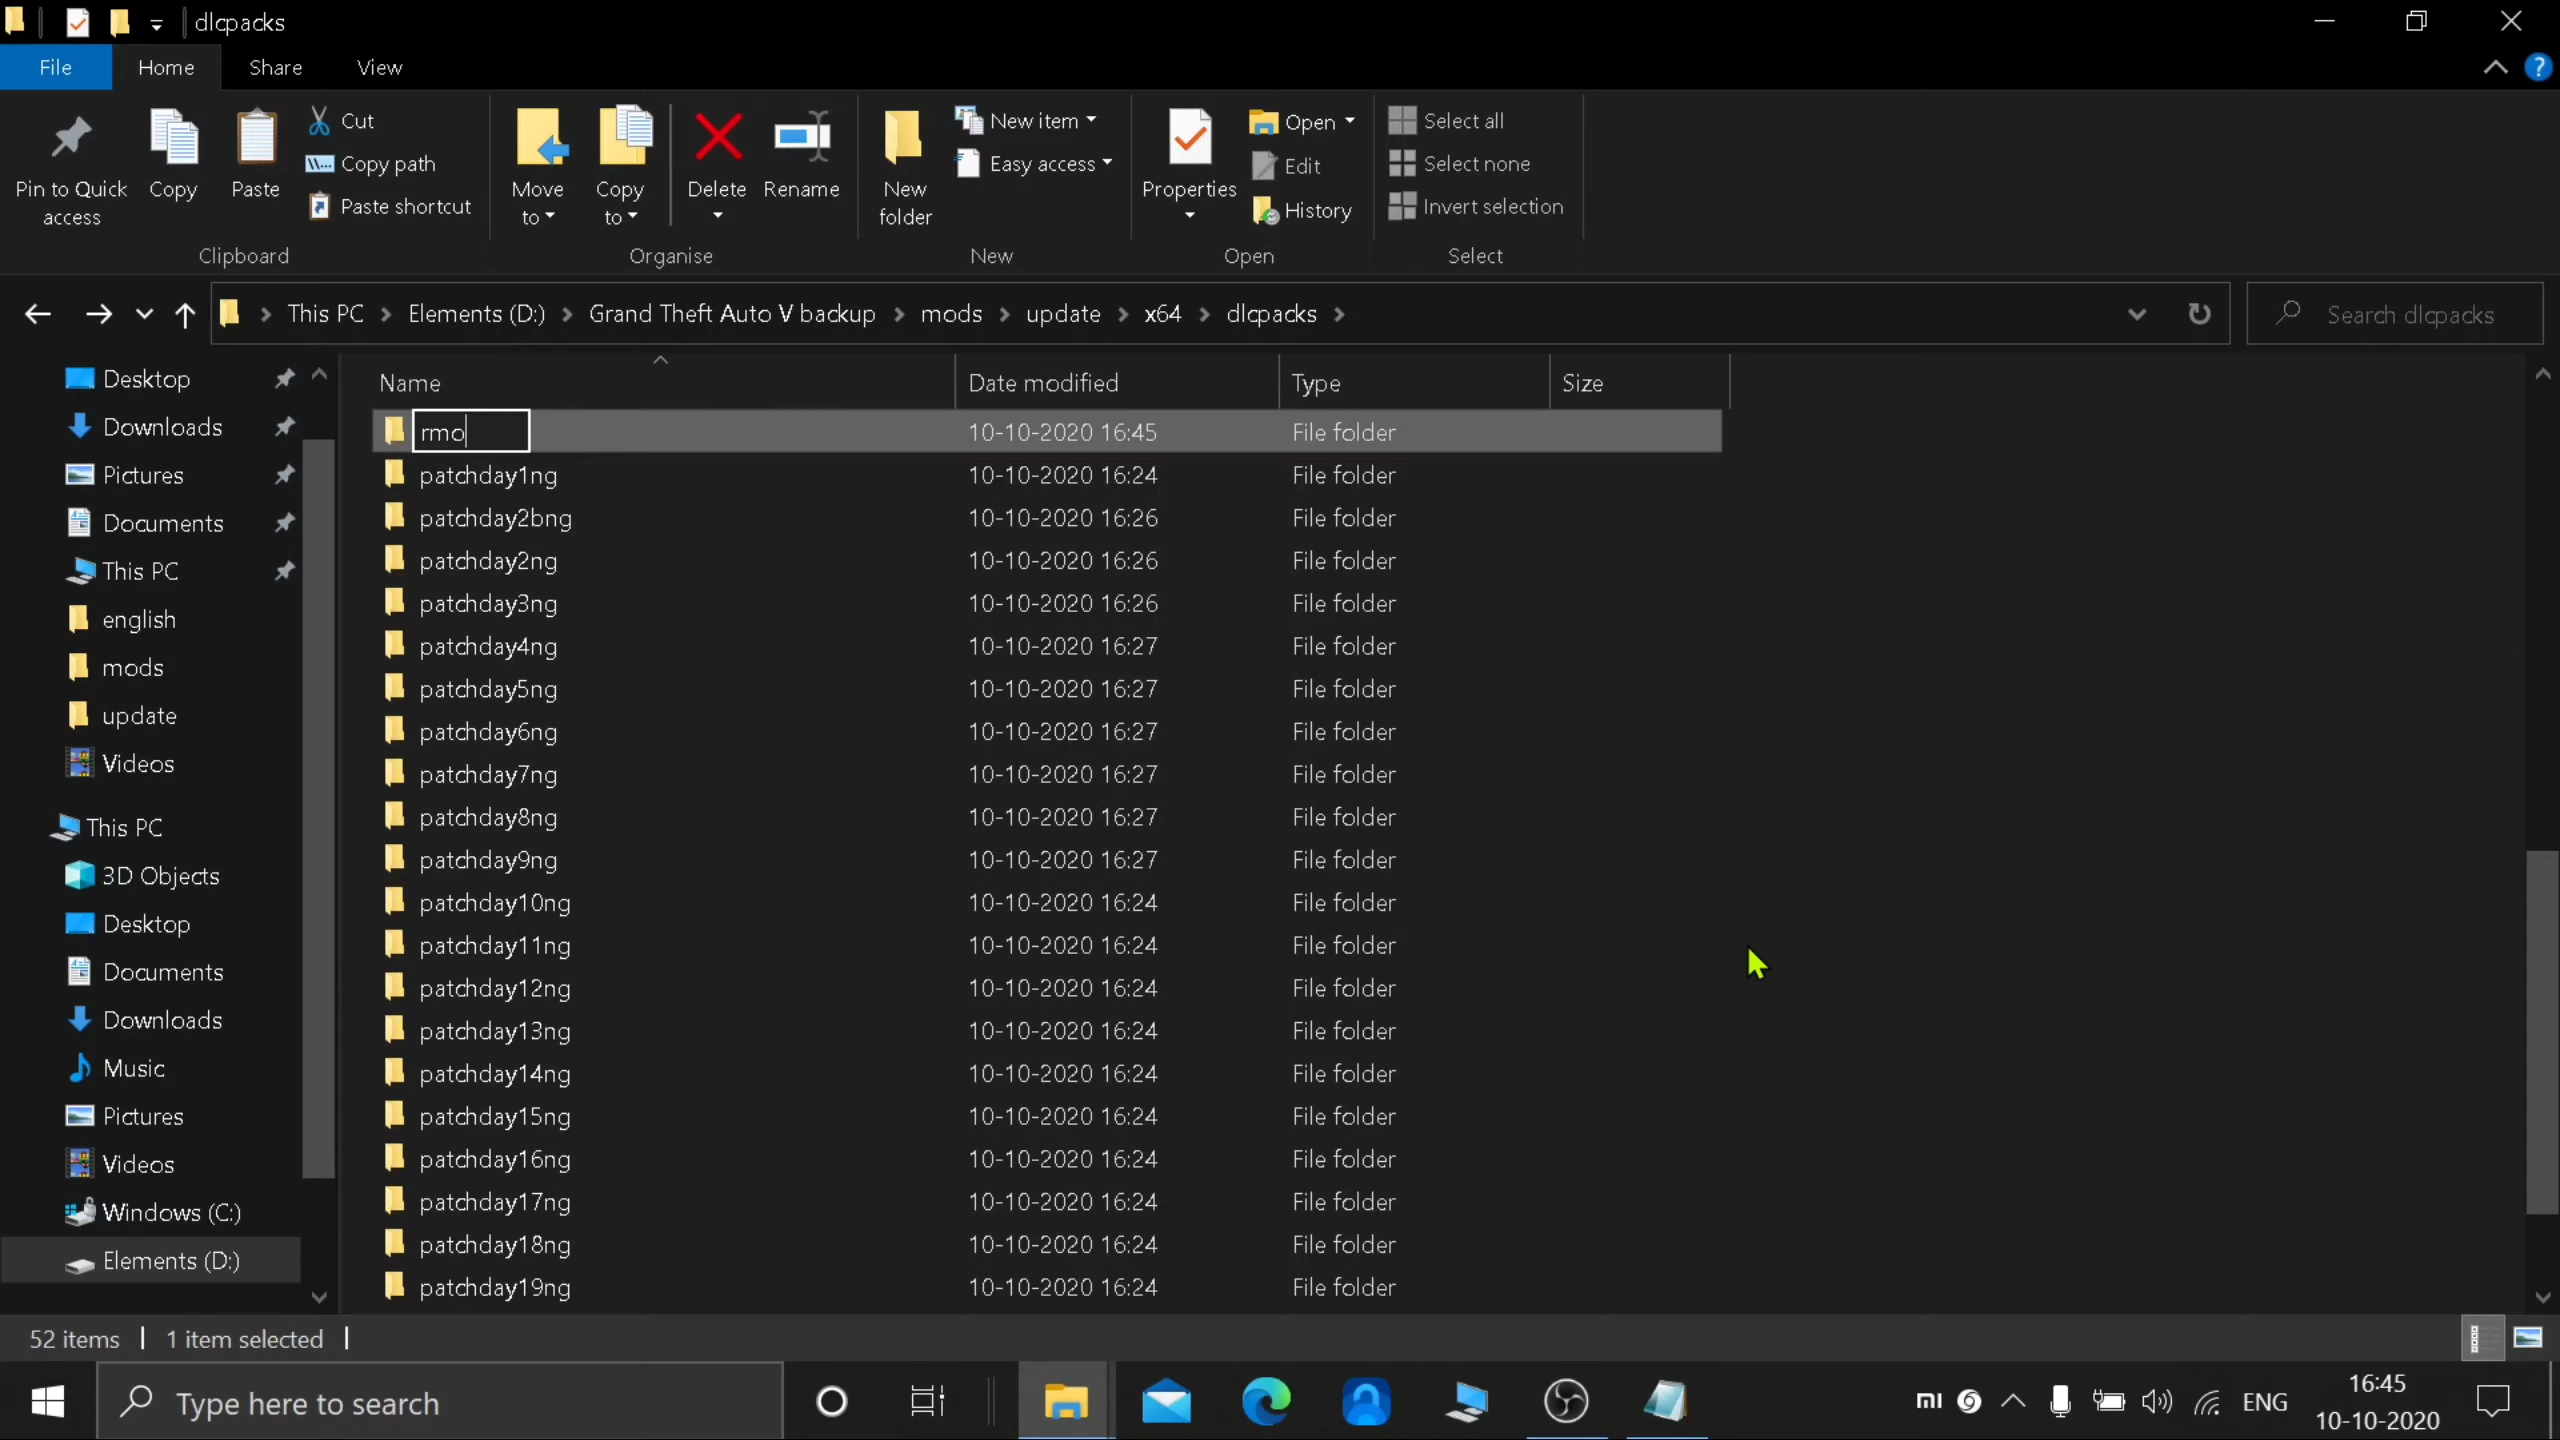 dlcpacks
File Home Share View
Pin to Quick access
Copy
Paste
Cut
Copy path
Paste shortcut
Clipboard
Move to
Copy to
Delete
Rename
Organise
New folder
New item
Easy access
New
Properties
Open
Edit
History
Open
Select all
Select none
Invert selection
Select
This PC Elements (D:) Grand Theft Auto V backup mods update x64 dlcpacks
Search dlcpacks
Desktop
Downloads
Pictures
Documents
This PC
english
mods
update
Videos
This PC
3D Objects
Desktop
Documents
Downloads
Music
Pictures
Videos
Windows (C:)
Elements (D:)
Name Date modified Type Size
rmo 10-10-2020 16:45 File folder
patchday1ng 10-10-2020 16:24 File folder
patchday2bng 10-10-2020 16:26 File folder
patchday2ng 10-10-2020 16:26 File folder
patchday3ng 10-10-2020 16:26 File folder
patchday4ng 10-10-2020 16:27 File folder
patchday5ng 10-10-2020 16:27 File folder
patchday6ng 10-10-2020 16:27 File folder
patchday7ng 10-10-2020 16:27 File folder
patchday8ng 10-10-2020 16:27 File folder
patchday9ng 10-10-2020 16:27 File folder
patchday10ng 10-10-2020 16:24 File folder
patchday11ng 10-10-2020 16:24 File folder
patchday12ng 10-10-2020 16:24 File folder
patchday13ng 10-10-2020 16:24 File folder
patchday14ng 10-10-2020 16:24 File folder
patchday15ng 10-10-2020 16:24 File folder
patchday16ng 10-10-2020 16:24 File folder
patchday17ng 10-10-2020 16:24 File folder
patchday18ng 10-10-2020 16:24 File folder
patchday19ng 10-10-2020 16:24 File folder
52 items 1 item selected
Type here to search
MI
ENG
16:45
10-10-2020